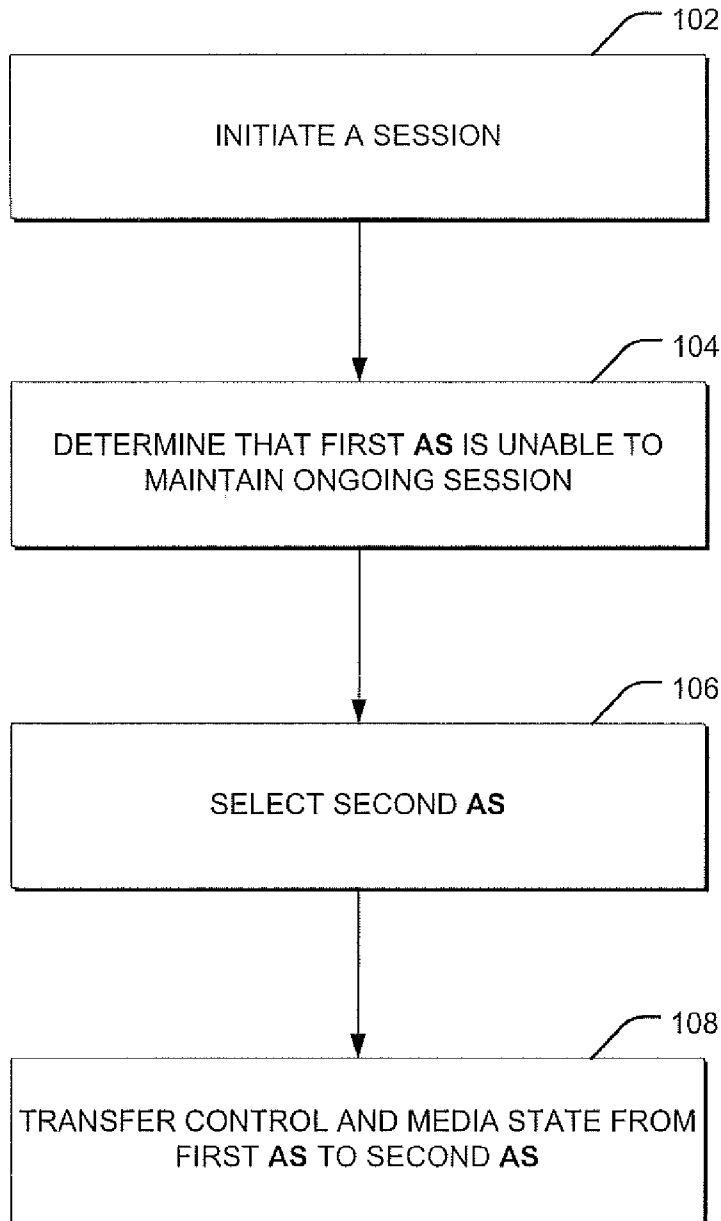 102
INITIATE A SESSION
104
DETERMINE THAT FIRST AS IS UNABLE TO
MAINTAIN ONGOING SESSION
106
SELECT SECOND AS
108
TRANSFER CONTROL AND MEDIA STATE FROM
FIRST AS TO SECOND AS